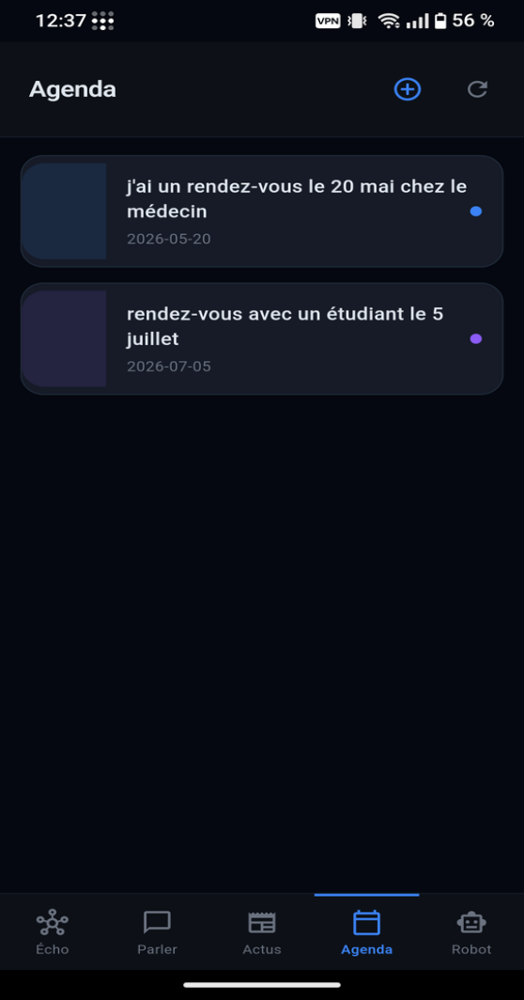 12:37
VPN
56 %
Agenda
j'ai un rendez-vous le 20 mai chez le
médecin
2026-05-20
rendez-vous avec un étudiant le 5
juillet
2026-07-05
Écho
Parler
Actus
Agenda
Robot